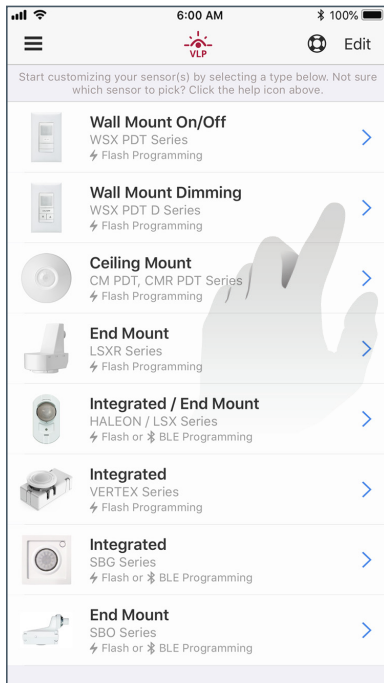 6:00 AM
100%
VLP
Edit
Start customizing your sensor(s) by selecting a type below. Not sure
which sensor to pick? Click the help icon above.
Wall Mount On/Off
WSX PDT Series
Flash Programming
Wall Mount Dimming
WSX PDT D Series
Flash Programming
Ceiling Mount
CM PDT, CMR PDT Series
Flash Programming
End Mount
LSXR Series
Flash Programming
Integrated / End Mount
HALEON / LSX Series
Flash or BLE Programming
Integrated
VERTEX Series
Flash Programming
Integrated
SBG Series
Flash or BLE Programming
End Mount
SBO Series
Flash or BLE Programming